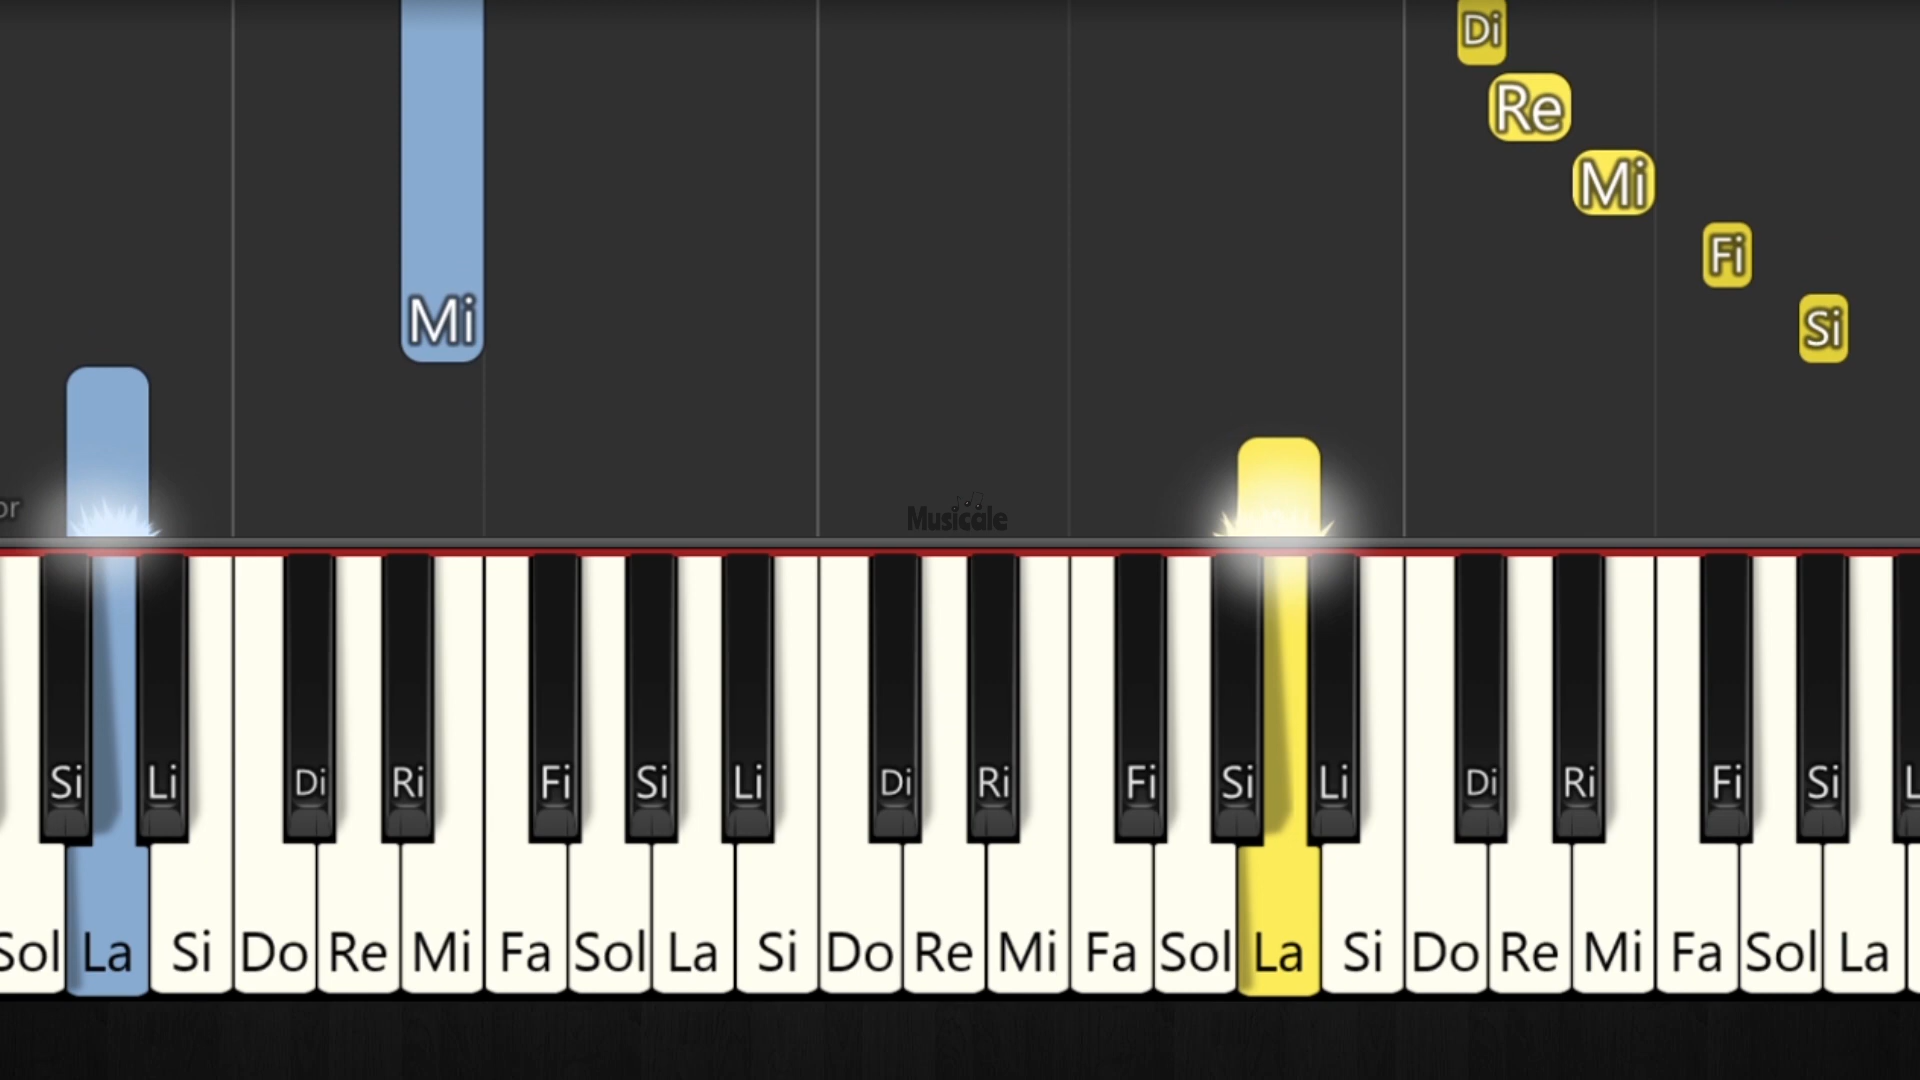 Di
Re
Mi
Fi
Mi
Si
or
Musicale
Si Li Di Ri Fi Si Li Di Ri Fi Si Li Di Ri Fi Si L
Sol La Si Do Re Mi Fa Sol La Si Do Re Mi Fa Sol La Si Do Re Mi Fa Sol La